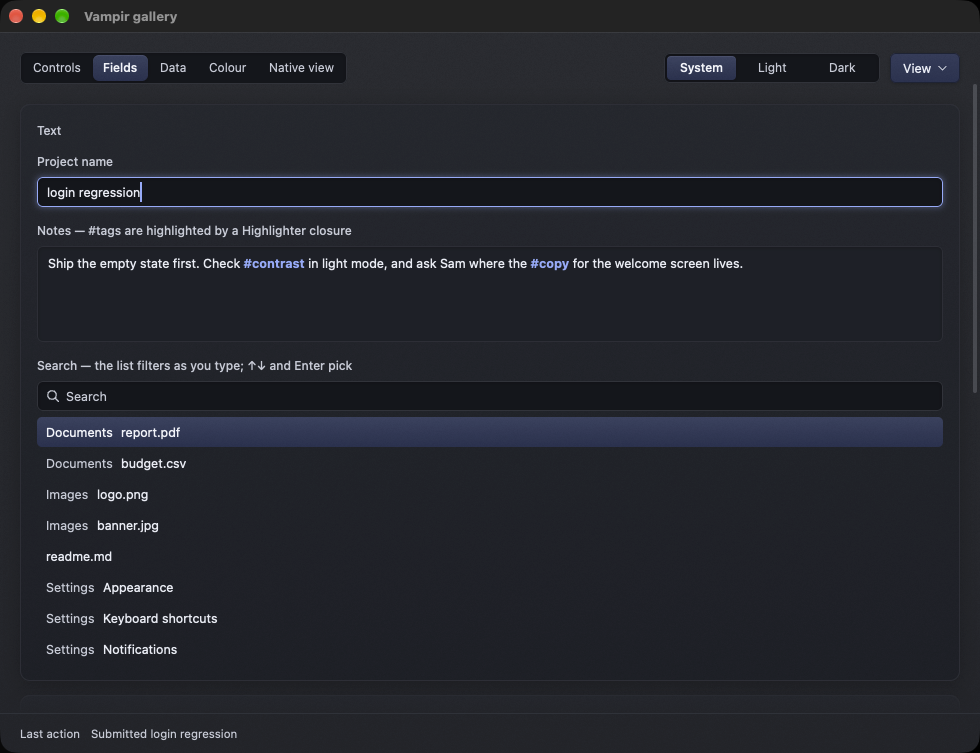 Vampir gallery
Controls Fields Data Colour Native view System Light Dark View
Text
Project name
login regression
Notes — #tags are highlighted by a Highlighter closure
Ship the empty state first. Check #contrast in light mode, and ask Sam where the #copy for the welcome screen lives.
Search — the list filters as you type; ↑↓ and Enter pick
Search
Documents report.pdf
Documents budget.csv
Images logo.png
Images banner.jpg
readme.md
Settings Appearance
Settings Keyboard shortcuts
Settings Notifications
Last action Submitted login regression